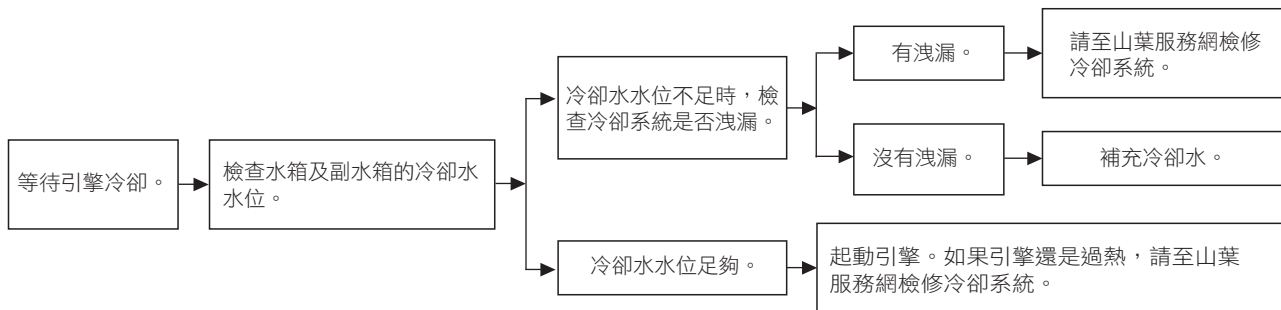 等待引擎冷卻。
檢查水箱及副水箱的冷卻水
水位。
冷卻水水位不足時，檢
查冷卻系統是否洩漏。
有洩漏。
請至山葉服務網檢修
冷卻系統。
沒有洩漏。
補充冷卻水。
冷卻水水位足夠。
起動引擎。如果引擎還是過熱，請至山葉
服務網檢修冷卻系統。